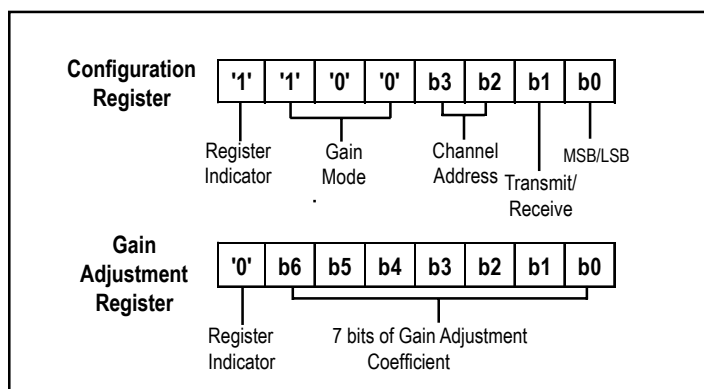 Configuration
Register
'1' '1' '0' '0' b3 b2 b1 b0
Register
Indicator
Gain
Mode
Channel
Address
Transmit/
Receive
MSB/LSB
Gain
Adjustment
Register
'0' b6 b5 b4 b3 b2 b1 b0
Register
Indicator
7 bits of Gain Adjustment
Coefficient